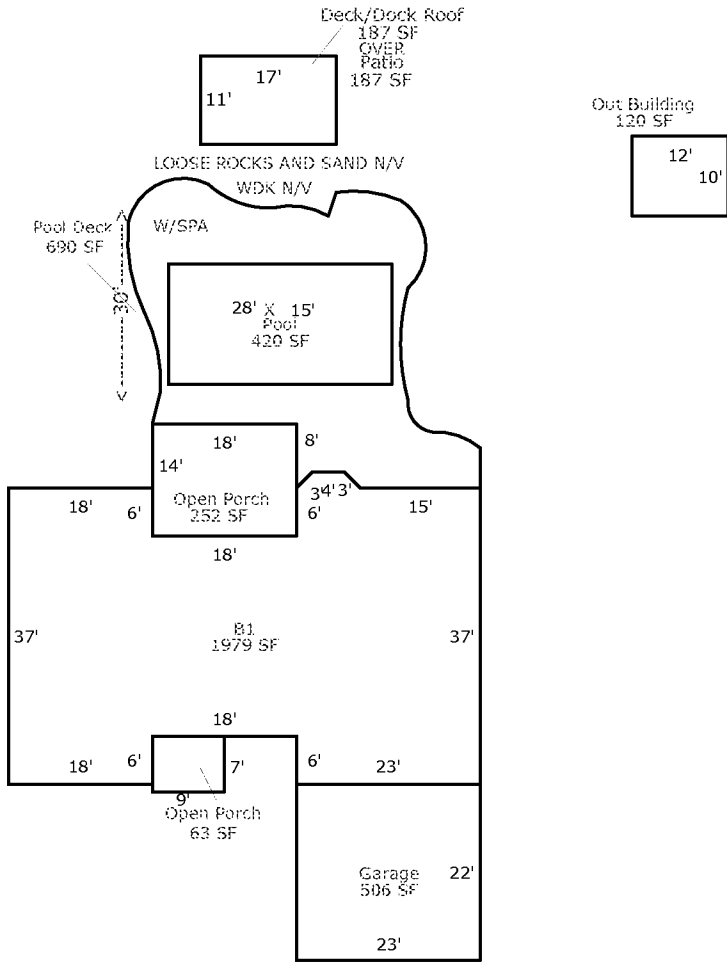 Deck/Dock Roof
187 SF
OVER
Patio
187 SF
17'
11'
Out Building
120 SF
12'
10'
LOOSE ROCKS AND SAND N/V
WDK N/V
W/SPA
Pool Deck
690 SF
30'
28' X 15'
Pool
420 SF
18'
8'
14'
3'4'3'
Open Porch
252 SF
18'
6'
6'
15'
18'
37'
B1
1979 SF
37'
18'
18'
6'
7'
6'
23'
9'
Open Porch
63 SF
Garage
506 SF
22'
23'